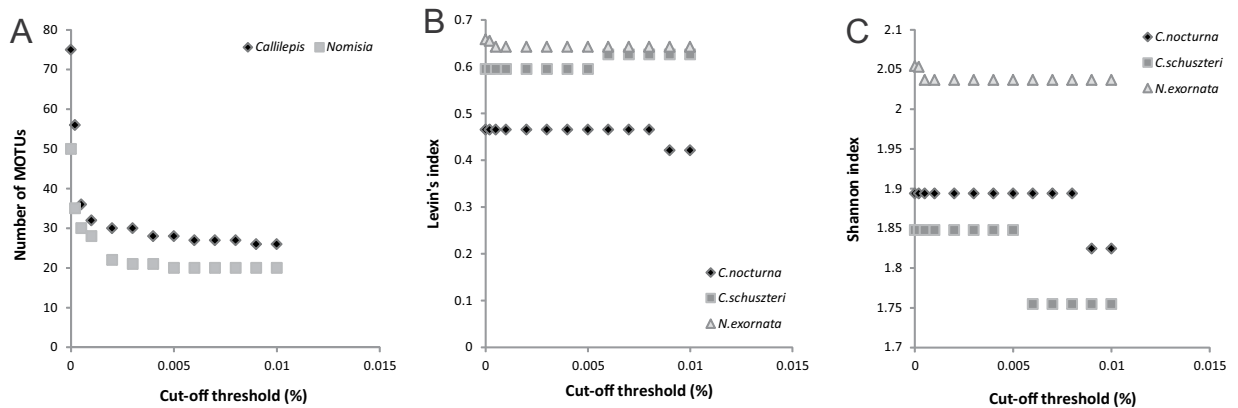 A
80
70
60
50
40
30
20
10
0
Number of MOTUs
Callilepis Nomisia
0 0.005 0.01 0.015
Cut-off threshold (%)
B
0.7
0.6
0.5
0.4
0.3
0.2
0.1
0
Levin's index
C.nocturna
C.schuszteri
N.exornata
0 0.005 0.01 0.015
Cut-off threshold (%)
C
2.1
2.05
2
1.95
1.9
1.85
1.8
1.75
1.7
Shannon index
C.nocturna
C.schuszteri
N.exornata
0 0.005 0.01 0.015
Cut-off threshold (%)